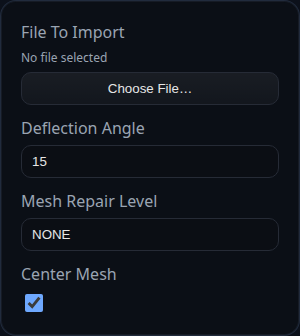 File To Import
No file selected
Choose File…
Deflection Angle
15
Mesh Repair Level
NONE
Center Mesh